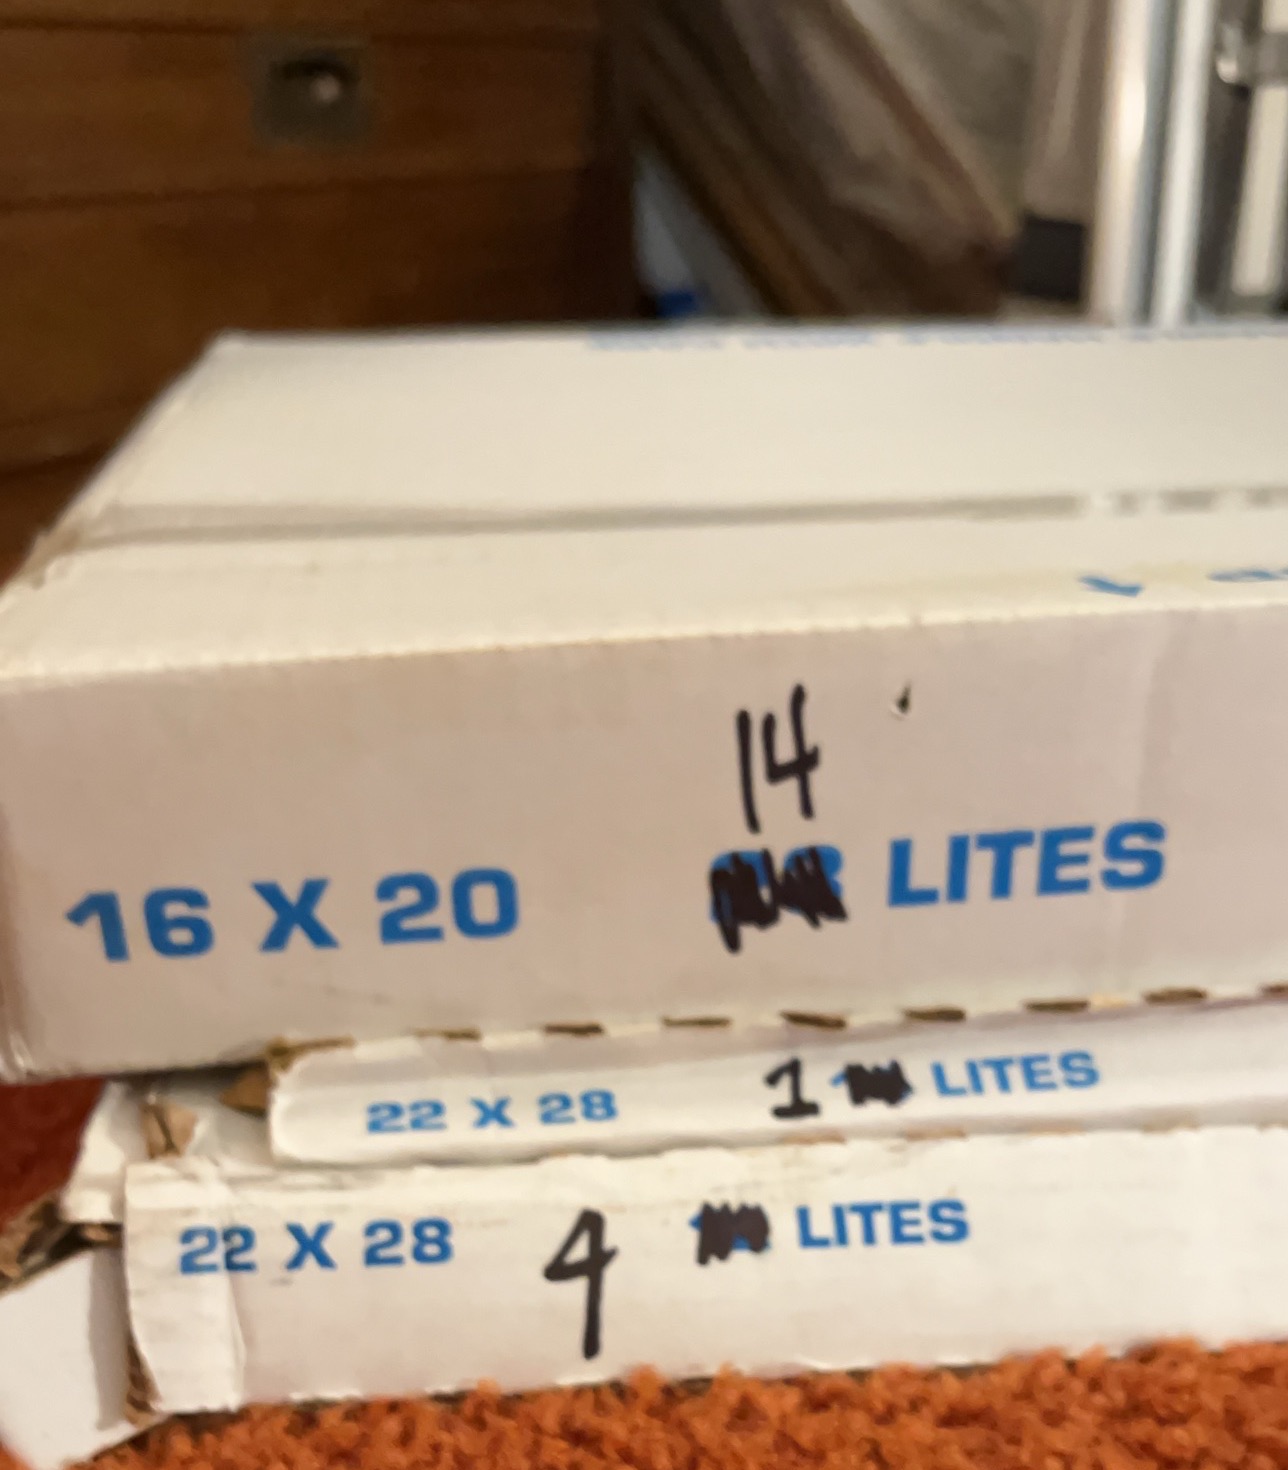 14
16 X 20 LITES
22 X 28 1 LITES
22 X 28 4 LITES